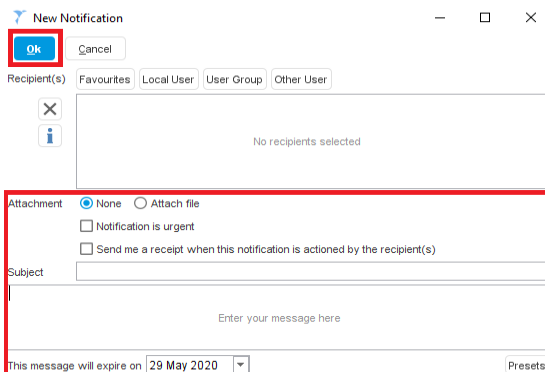 New Notification
Ok Cancel
Recipient(s) Favourites Local User User Group Other User
i
No recipients selected
Attachment None Attach file
Notification is urgent
Send me a receipt when this notification is actioned by the recipient(s)
Subject
Enter your message here
This message will expire on 29 May 2020 Presets